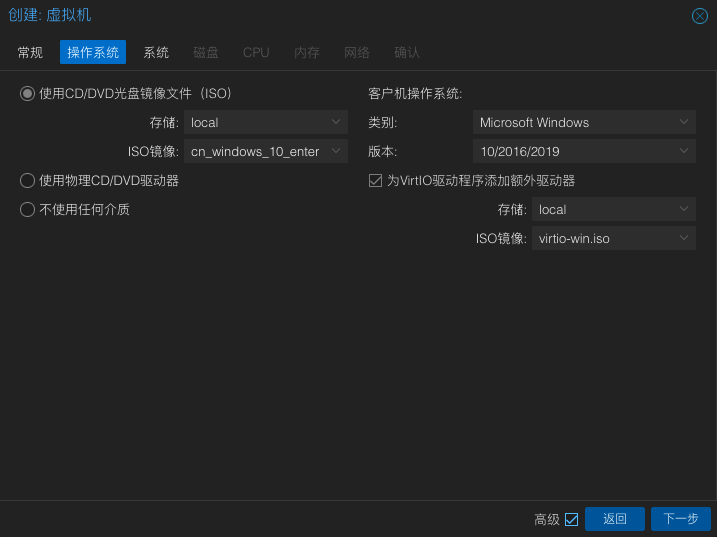 创建: 虚拟机
常规 操作系统 系统 磁盘 CPU 内存 网络 确认
使用CD/DVD光盘镜像文件（ISO） 客户机操作系统:
存储: local 类别: Microsoft Windows
ISO镜像: cn_windows_10_enter 版本: 10/2016/2019
使用物理CD/DVD驱动器 为VirtIO驱动程序添加额外驱动器
不使用任何介质 存储: local
ISO镜像: virtio-win.iso
高级 返回 下一步